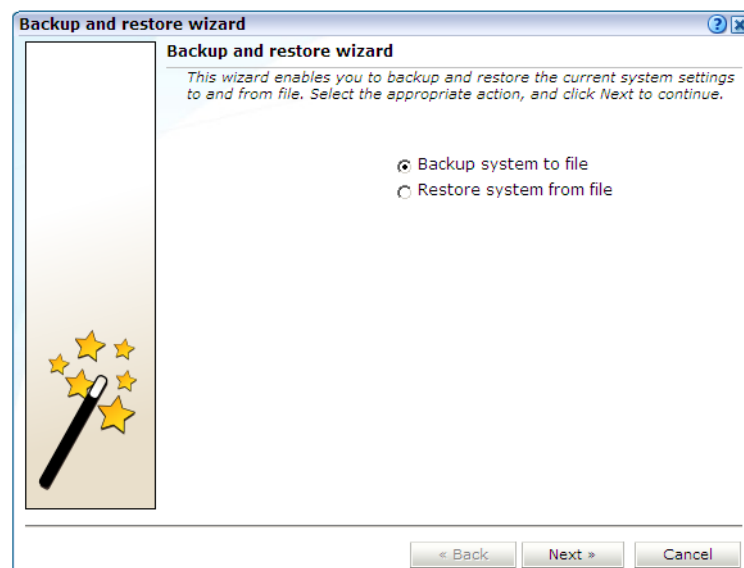 Backup and restore wizard
Backup and restore wizard
This wizard enables you to backup and restore the current system settings
to and from file. Select the appropriate action, and click Next to continue.
Backup system to file
Restore system from file
« Back Next » Cancel